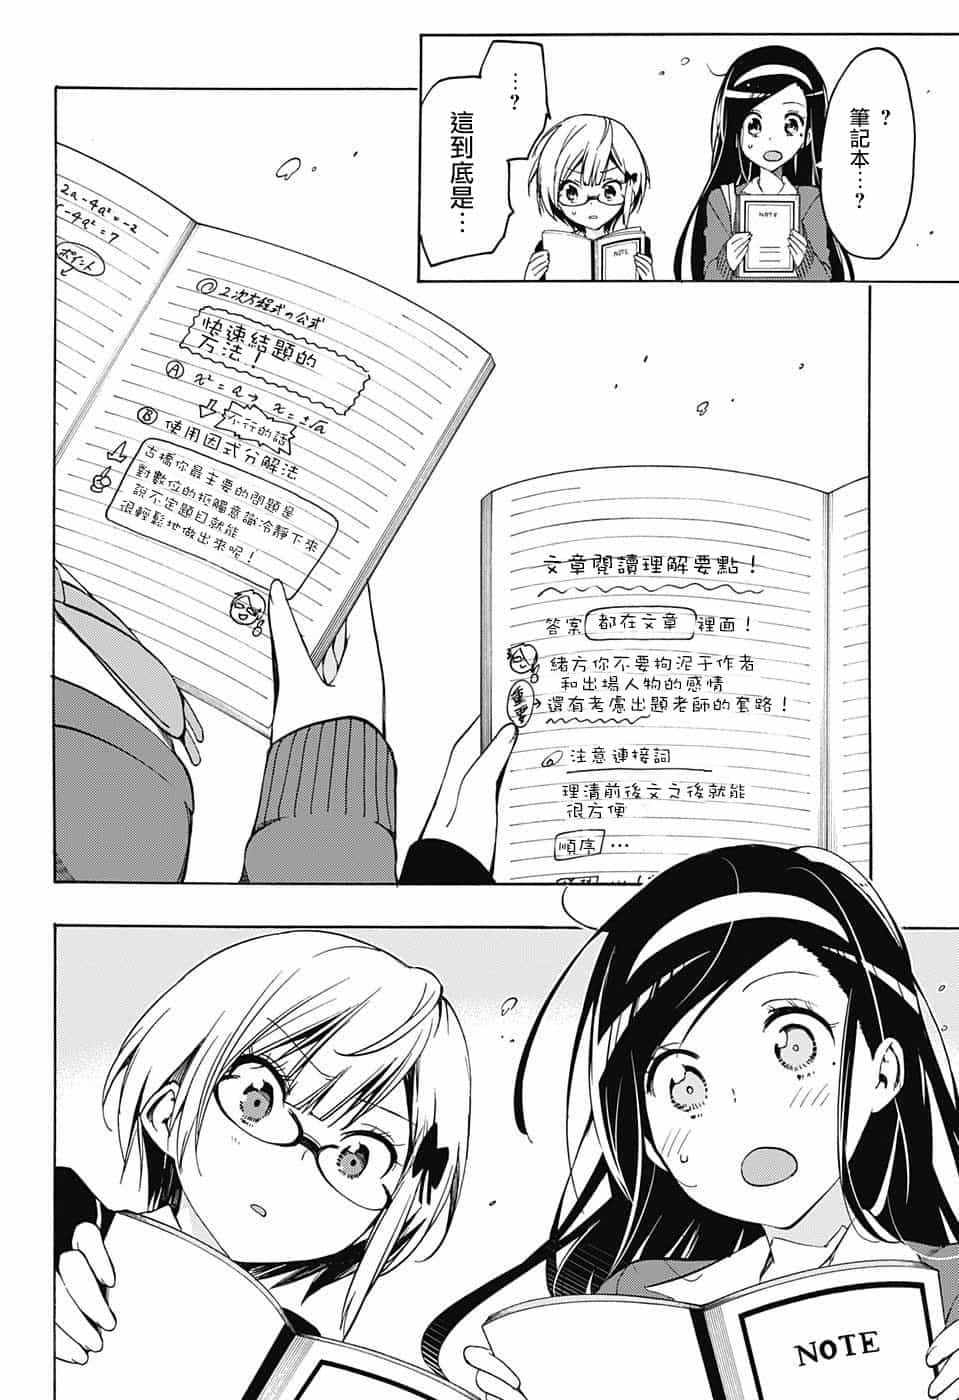 ?
筆記本…?
NOTE
…?
這到底是…
NOTE
2a-4a²=-2
-4a²=7
ポイント
① 2次方程式の公式
快速結題的
方法!
Ⓐ x²=a→x=±√a
不行的話
Ⓑ 使用因式分解法
古橋你最主要的問題是
對數位的抵觸意識冷靜下來
說不定題目就能
很輕鬆地做出來呢!
文章閱讀理解要點!
答案 都在文章 裡面!
緒方你不要拘泥于作者
和出場人物的感情
重要
還有考慮出題老師的套路!
注意連接詞
理清前後文之後就能
很方便
順序…
NOTE